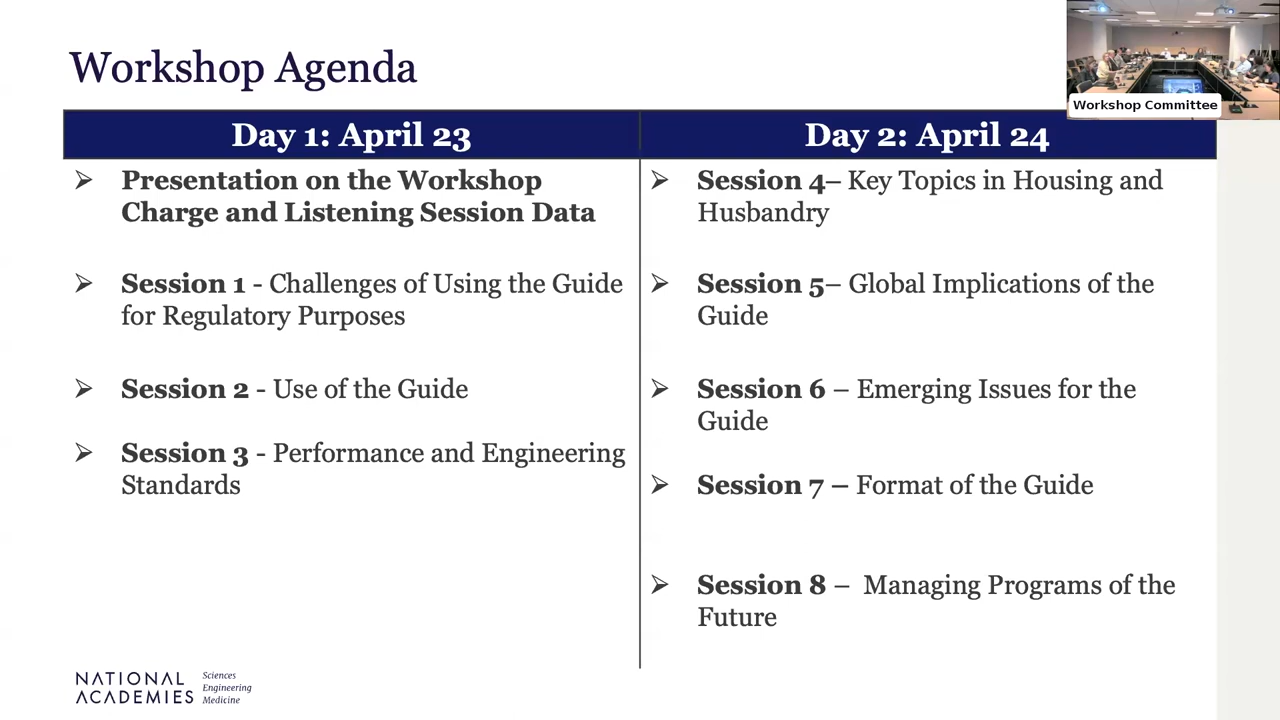 Workshop Agenda
Workshop Committee
Day 1: April 23
Presentation on the Workshop
Charge and Listening Session Data
Session 1 - Challenges of Using the Guide
for Regulatory Purposes
Session 2 - Use of the Guide
Session 3 - Performance and Engineering
Standards
Day 2: April 24
Session 4– Key Topics in Housing and
Husbandry
Session 5– Global Implications of the
Guide
Session 6 – Emerging Issues for the
Guide
Session 7 – Format of the Guide
Session 8 – Managing Programs of the
Future
NATIONAL
ACADEMIES
Sciences
Engineering
Medicine